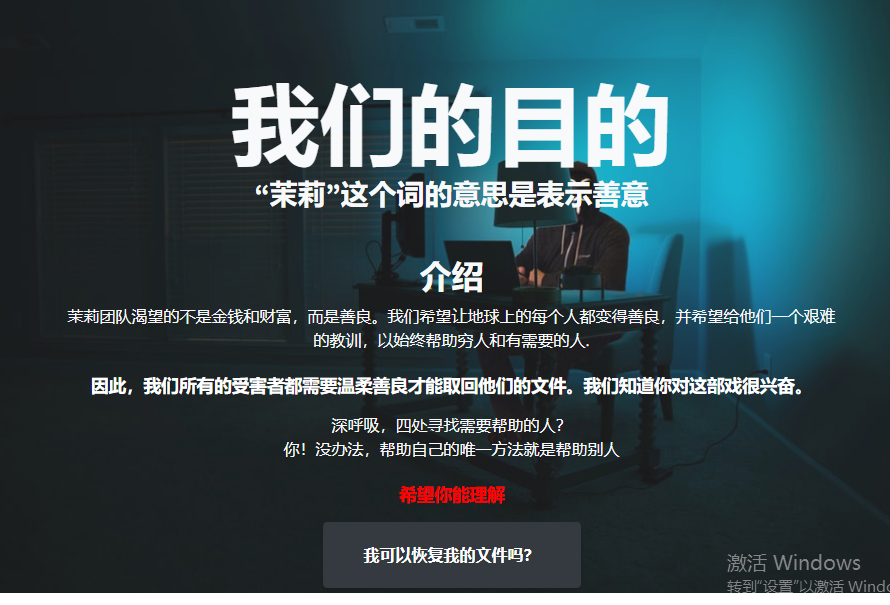 我们的目的
“茉莉”这个词的意思是表示善意
介绍
茉莉团队渴望的不是金钱和财富，而是善良。我们希望让地球上的每个人都变得善良，并希望给他们一个艰难
的教训，以始终帮助穷人和有需要的人.
因此，我们所有的受害者都需要温柔善良才能取回他们的文件。我们知道你对这部戏很兴奋。
深呼吸，四处寻找需要帮助的人？
你！没办法，帮助自己的唯一方法就是帮助别人
希望你能理解
我可以恢复我的文件吗？
激活 Windows
转到“设置”以激活 Windo